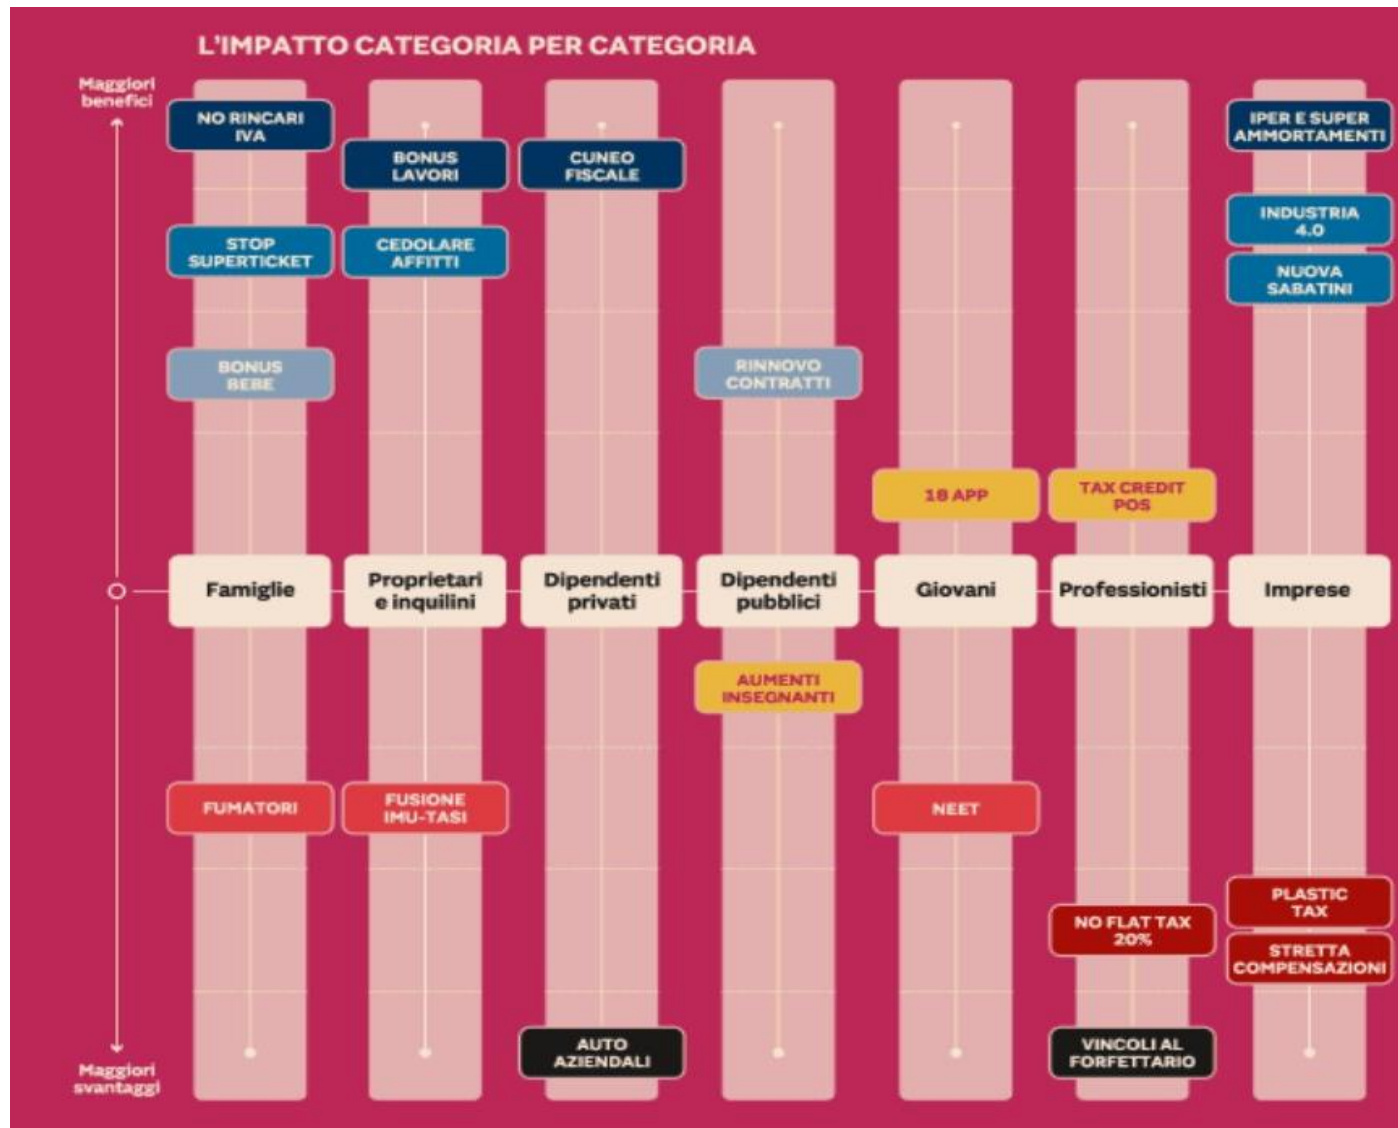 L'IMPATTO CATEGORIA PER CATEGORIA
Maggiori
benefici
NO RINCARI
IVA
IPER E SUPER
AMMORTAMENTI
BONUS
LAVORI
CUNEO
FISCALE
INDUSTRIA
4.0
STOP
SUPERTICKET
CEDOLARE
AFFITTI
NUOVA
SABATINI
BONUS
BEBE
RINNOVO
CONTRATTI
18 APP
TAX CREDIT
POS
Famiglie
Proprietari
e inquilini
Dipendenti
privati
Dipendenti
pubblici
Giovani
Professionisti
Imprese
AUMENTI
INSEGNANTI
FUMATORI
FUSIONE
IMU-TASI
NEET
PLASTIC
TAX
NO FLAT TAX
20%
STRETTA
COMPENSAZIONI
AUTO
AZIENDALI
VINCOLI AL
FORFETTARIO
Maggiori
svantaggi